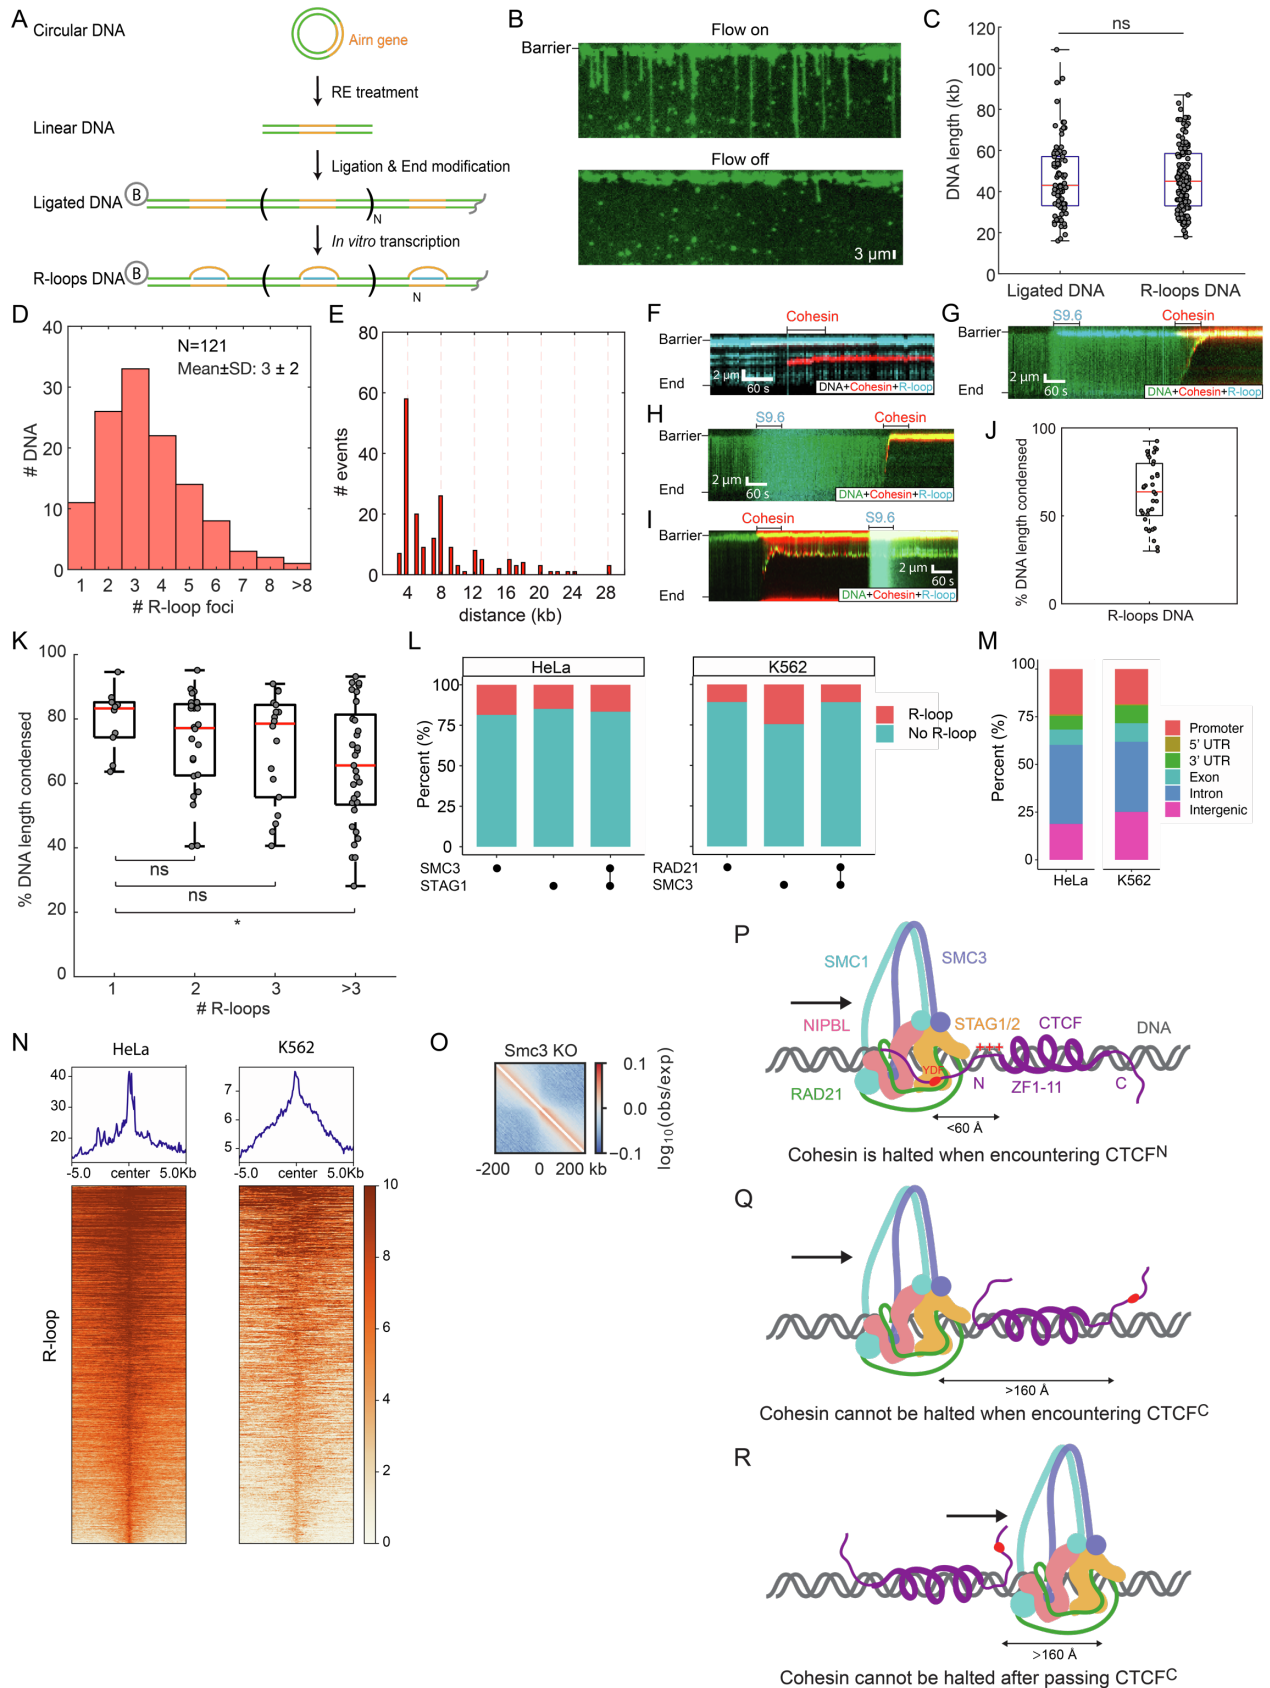 A
Circular DNA
Airn gene
RE treatment
Linear DNA
Ligation & End modification
Ligated DNA
B
N
In vitro transcription
R-loops DNA
B
N
B
Flow on
Barrier
Flow off
3 µm
C
ns
DNA length (kb)
120
100
80
60
40
20
0
Ligated DNA
R-loops DNA
D
N=121
Mean±SD: 3 ± 2
# DNA
40
30
20
10
0
1 2 3 4 5 6 7 8 >8
# R-loop foci
E
# events
80
60
40
20
0
4 8 12 16 20 24 28
distance (kb)
F
Cohesin
Barrier
2 µm
60 s
End
DNA+Cohesin+R-loop
G
S9.6
Cohesin
Barrier
2 µm
60 s
End
DNA+Cohesin+R-loop
H
S9.6
Cohesin
Barrier
2 µm
60 s
End
DNA+Cohesin+R-loop
I
Cohesin
S9.6
Barrier
2 µm
60 s
End
DNA+Cohesin+R-loop
J
% DNA length condensed
100
50
0
R-loops DNA
K
% DNA length condensed
100
80
60
40
20
0
ns
ns
*
1 2 3 >3
# R-loops
L
HeLa
K562
Percent (%)
100
75
50
25
0
SMC3
STAG1
Percent (%)
100
75
50
25
0
RAD21
SMC3
R-loop
No R-loop
M
Percent (%)
100
75
50
25
0
HeLa
K562
Promoter
5' UTR
3' UTR
Exon
Intron
Intergenic
N
HeLa
K562
40
30
20
7
6
5
-5.0 center 5.0Kb
-5.0 center 5.0Kb
R-loop
10
8
6
4
2
0
O
Smc3 KO
-200 0 200 kb
0.1
0.0
−0.1
log10(obs/exp)
P
SMC1
SMC3
NIPBL
STAG1/2
CTCF
DNA
+++
YDF
RAD21
N
ZF1-11
C
<60 Å
Cohesin is halted when encountering CTCFN
Q
>160 Å
Cohesin cannot be halted when encountering CTCFC
R
>160 Å
Cohesin cannot be halted after passing CTCFC